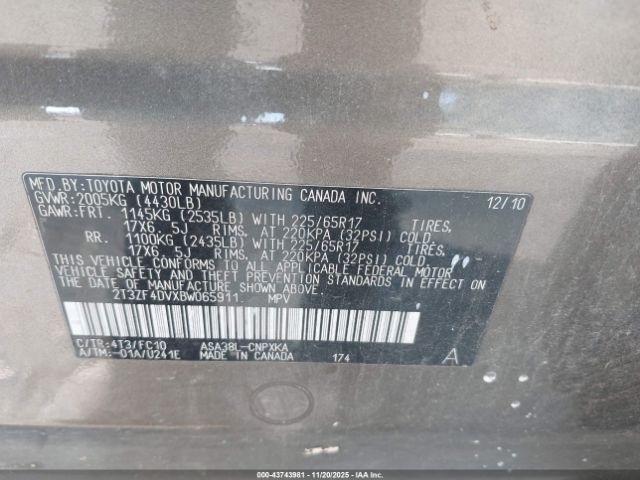 MFD.BY:TOYOTA MOTOR MANUFACTURING CANADA INC. 12/10
GVWR:2005KG (4430LB)
GAWR:FRT. 1145KG (2535LB) WITH 225/65R17 TIRES,
17X6.5J RIMS, AT 220KPA (32PSI) COLD.
RR. 1100KG (2435LB) WITH 225/65R17 TIRES,
17X6.5J RIMS, AT 220KPA (32PSI) COLD.
THIS VEHICLE CONFORMS TO ALL APPLICABLE FEDERAL MOTOR
VEHICLE SAFETY AND THEFT PREVENTION STANDARDS IN EFFECT ON
THE DATE OF MANUFACTURE SHOWN ABOVE.
2T3ZF4DVXBW065911. MPV
C/TR:4T3/FC10 ASA38L-CNPXKA
A/TM:-01A/U241E MADE IN CANADA 174 A
000-43743981 - 11/20/2025 - IAAI.COM